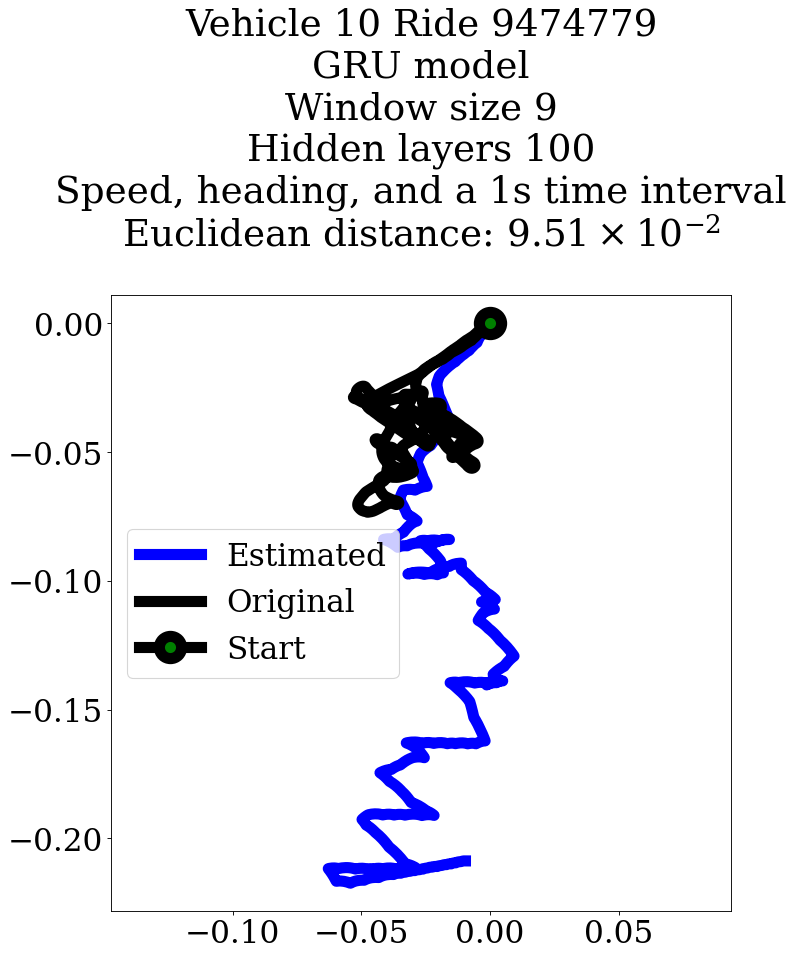 Vehicle 10 Ride 9474779
GRU model
Window size 9
Hidden layers 100
Speed, heading, and a 1s time interval
Euclidean distance: 9.51 × 10⁻²
0.00
−0.05
−0.10
−0.15
−0.20
Estimated
Original
Start
−0.10 −0.05 0.00 0.05